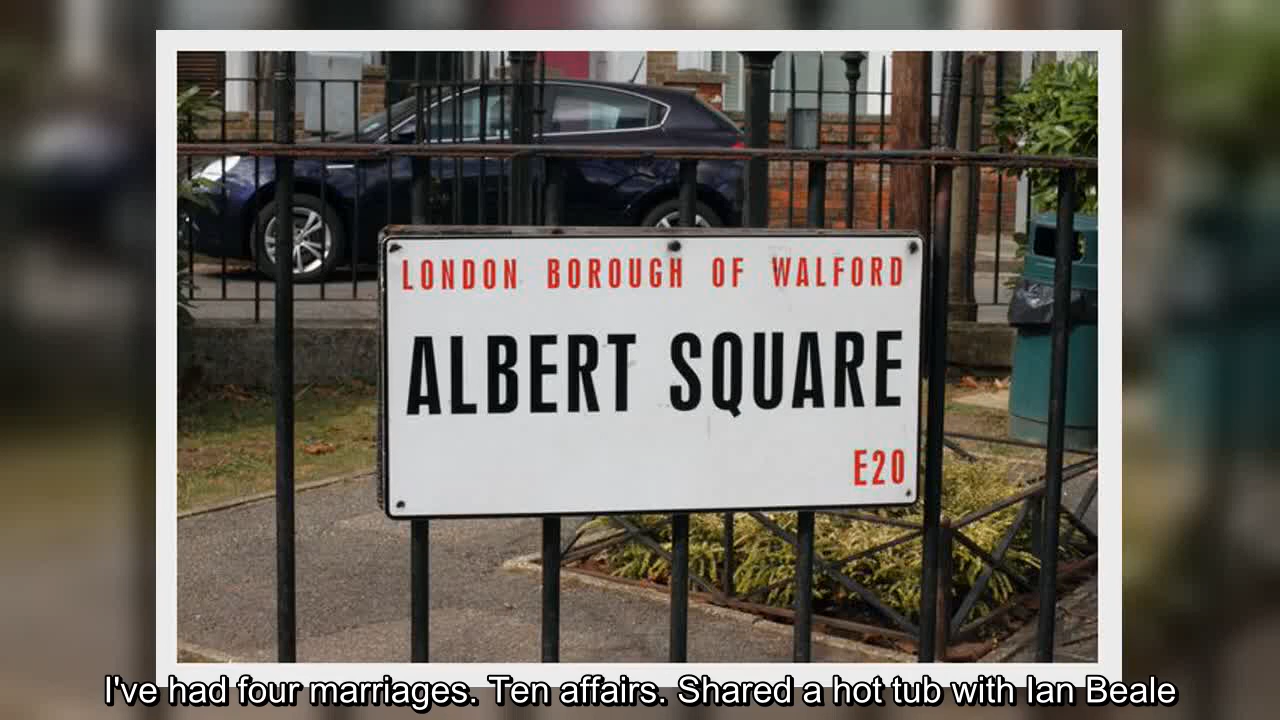 LONDON BOROUGH OF WALFORD
ALBERT SQUARE
E20
I've had four marriages. Ten affairs. Shared a hot tub with Ian Beale